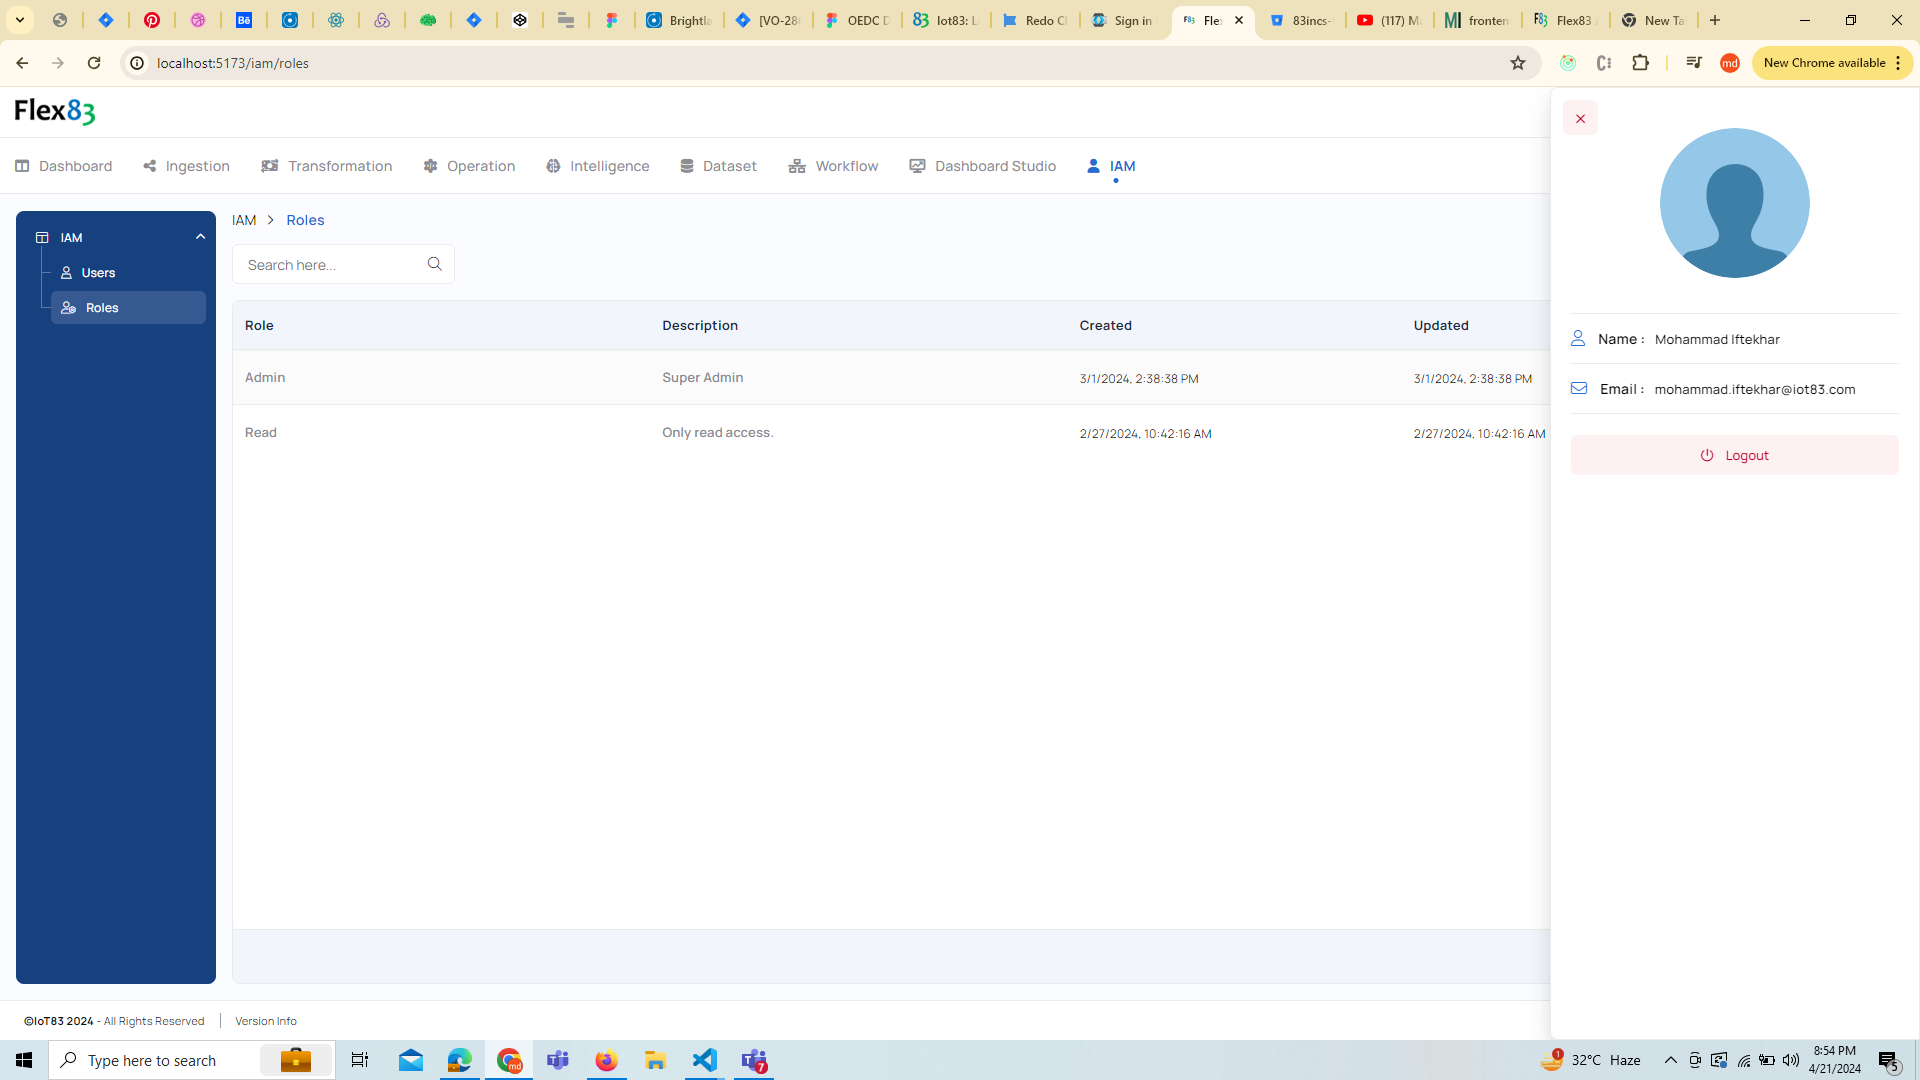 Brightla
[VO-286
OEDC D
Iot83: L
Redo Cl
Sign in
Fle
83incs-
(117) M
fronten
Flex83
New Ta
localhost:5173/iam/roles
md
New Chrome available
Flex83
Dashboard
Ingestion
Transformation
Operation
Intelligence
Dataset
Workflow
Dashboard Studio
IAM
IAM
Users
Roles
IAM > Roles
Search here...
Role Description Created Updated
Admin Super Admin 3/1/2024, 2:38:38 PM 3/1/2024, 2:38:38 PM
Read Only read access. 2/27/2024, 10:42:16 AM 2/27/2024, 10:42:16 AM
Name : Mohammad Iftekhar
Email : mohammad.iftekhar@iot83.com
Logout
©IoT83 2024 - All Rights Reserved
Version Info
Type here to search
32°C Haze
8:54 PM
4/21/2024